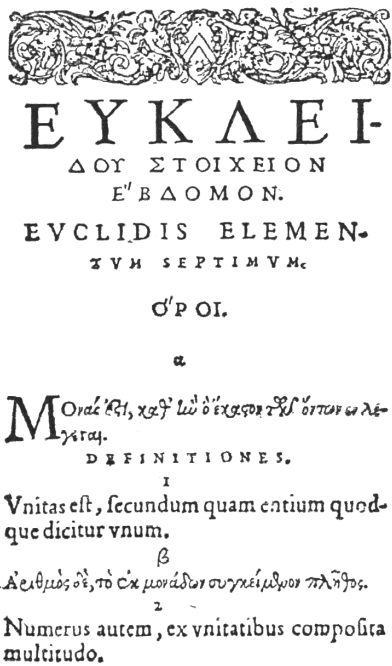 ΕΥΚΛΕΙ-
ΔΟΥ ΣΤΟΙΧΕΙΟΝ
Ε῞ΒΔΟΜΟΝ.
EVCLIDIS ELEMEN-
TVM SEPTIMVM.
Ο῞ΡΟΙ.
α
Μονάς ἐστι, καθ' ἣν ἕκαστον τῶν ὄντων ἓν λέ-
γεται.
DEFINITIONES.
1
Vnitas est, secundum quam entium quod-
que dicitur vnum.
β
Ἀριθμὸς δὲ, τὸ ἐκ μονάδων συγκείμενον πλῆθος.
2
Numerus autem, ex vnitatibus composita
multitudo.